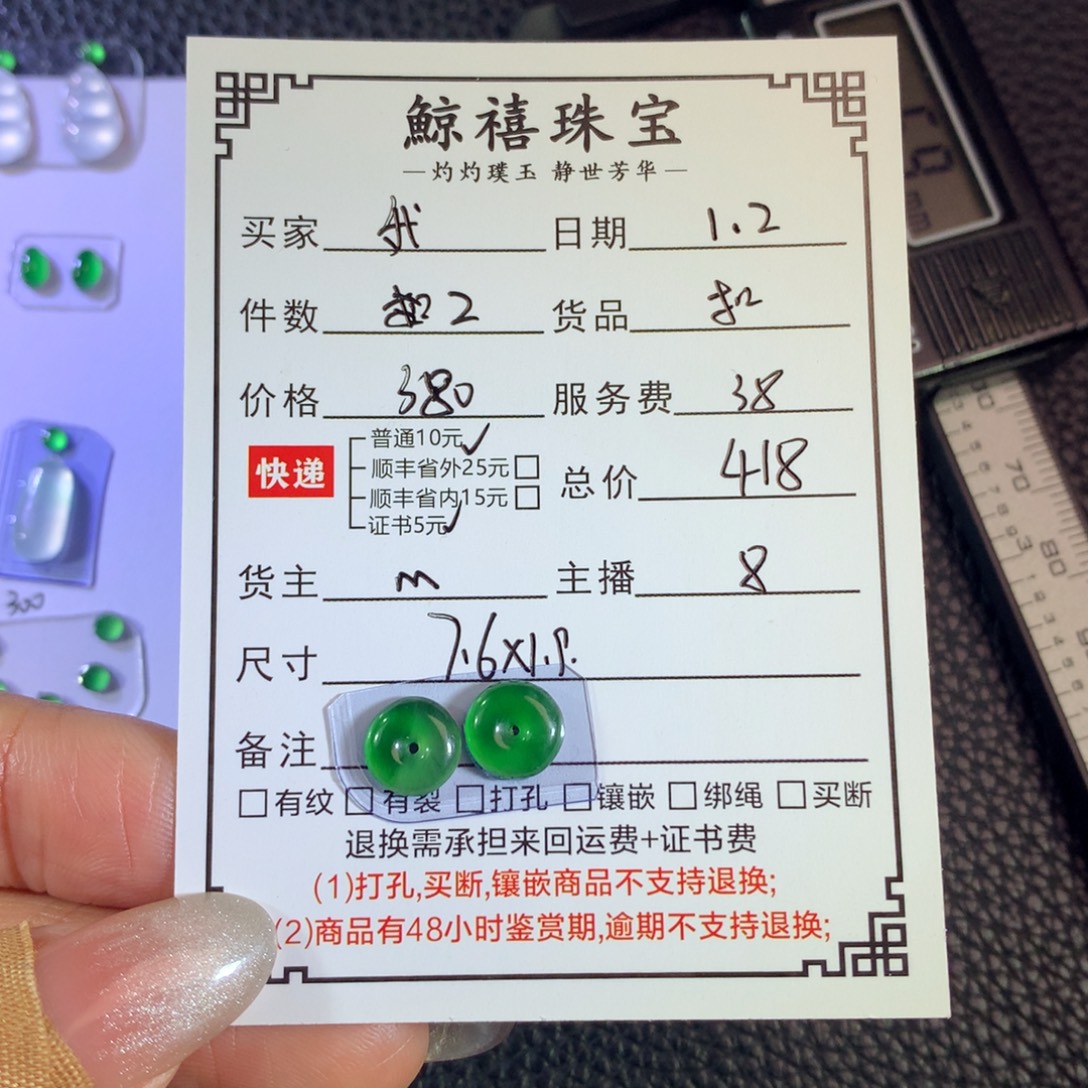 鲸禧珠宝
—灼灼璞玉 静世芳华—
买家 日期 1.2
件数 扣2 货品 扣
价格 380 服务费 38
普通10元✓
快递 顺丰省外25元□ 总价 418
顺丰省内15元□
证书5元✓
货主 m 主播 8
尺寸 7.6X1.8
备注
□有纹 □有裂 □打孔 □镶嵌 □绑绳 □买断
退换需承担来回运费+证书费
(1)打孔,买断,镶嵌商品不支持退换;
(2)商品有48小时鉴赏期,逾期不支持退换;
300